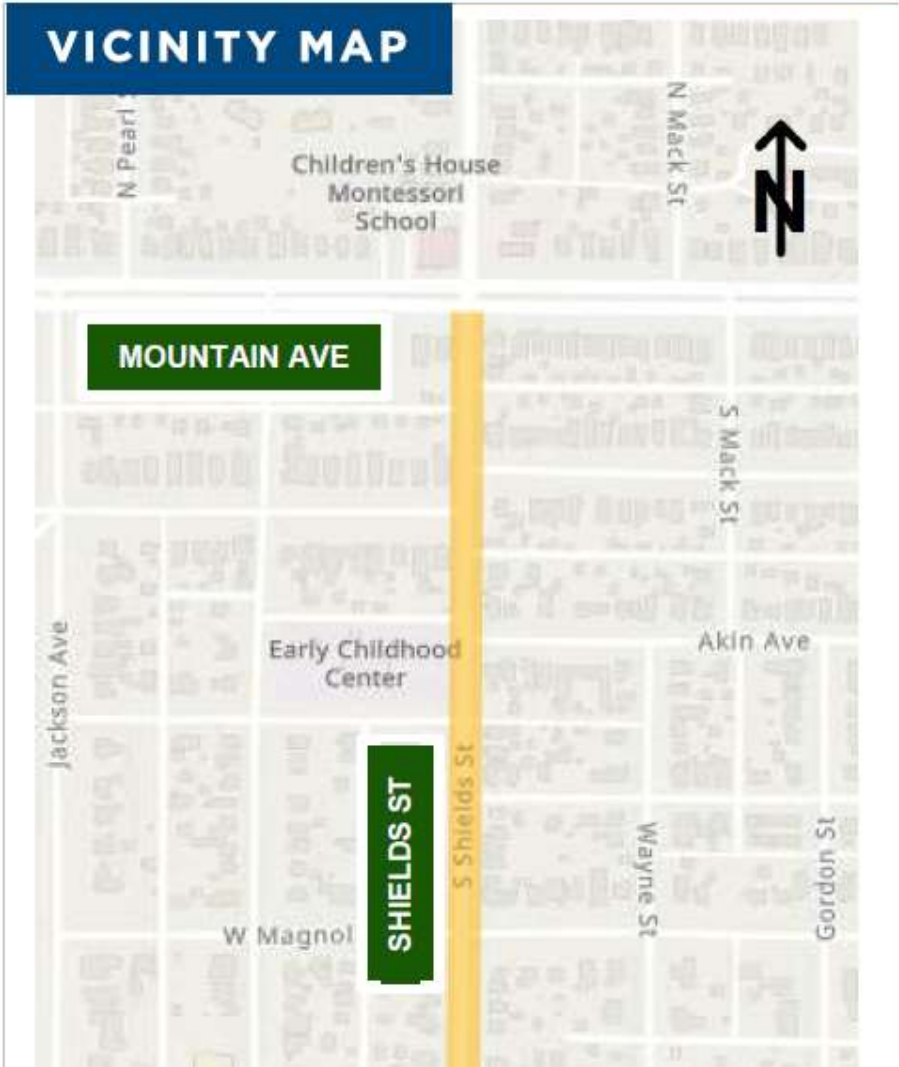 VICINITY MAP
N Pearl
N Mack St
Children's House
Montessori
School
N
MOUNTAIN AVE
S Mack St
Akin Ave
Early Childhood
Center
Jackson Ave
SHIELDS ST
S Shields St
Wayne St
Gordon St
W Magnol